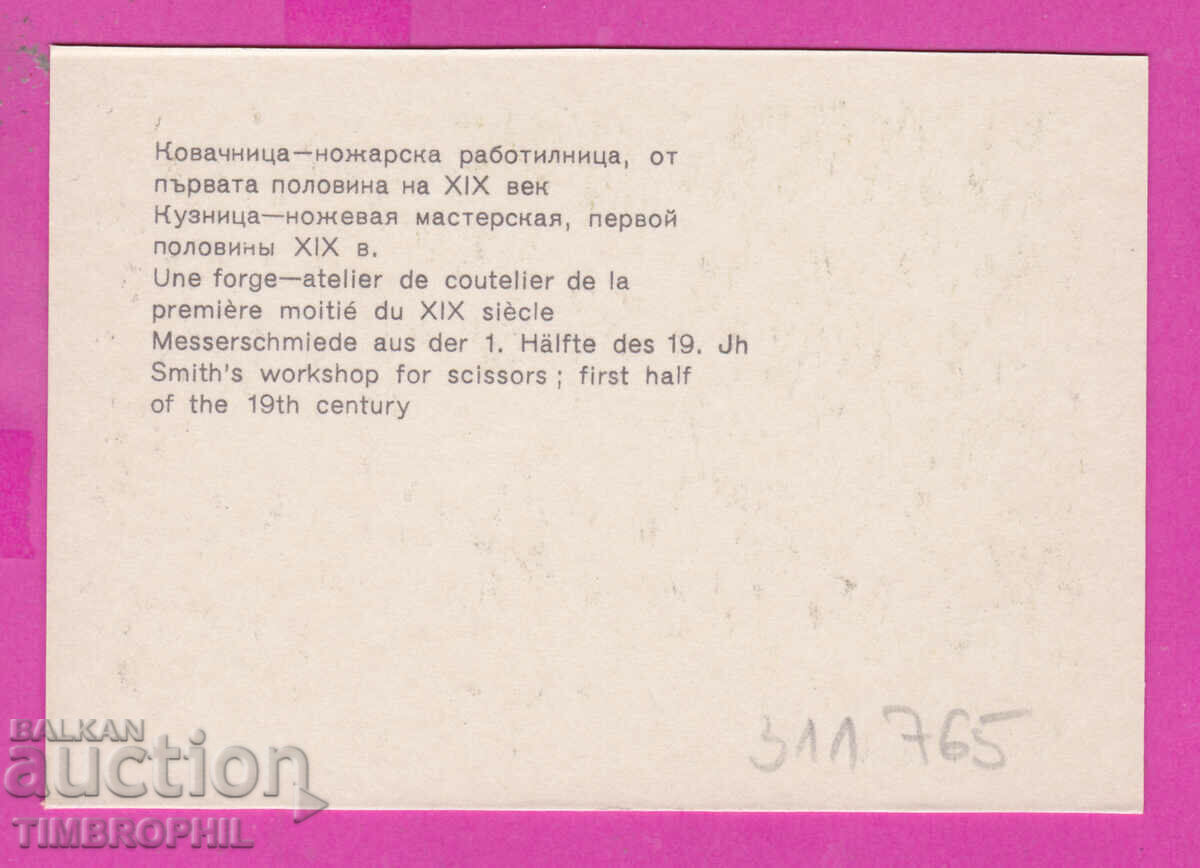 Ковачница—ножарска работилница, от
първата половина на XIX век
Кузница—ножевая мастерская, первой
половины XIX в.
Une forge—atelier de coutelier de la
première moitié du XIX siècle
Messerschmiede aus der 1. Hälfte des 19. Jh
Smith's workshop for scissors ; first half
of the 19th century
311 765
BALKAN
auction
TIMBROPHIL